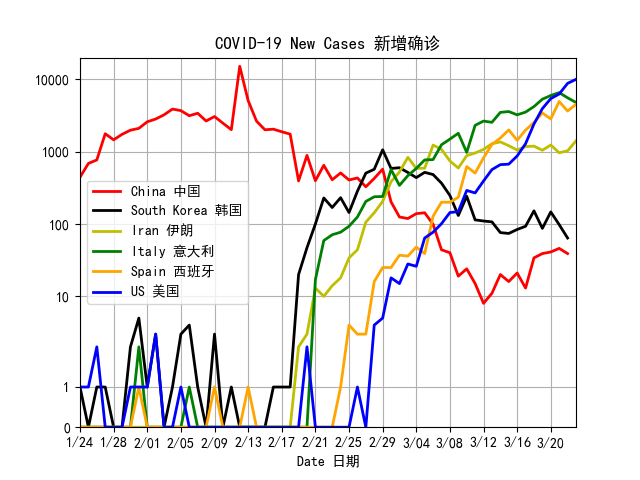 COVID-19 New Cases 新增确诊
10000
1000
100
10
1
0
China 中国
South Korea 韩国
Iran 伊朗
Italy 意大利
Spain 西班牙
US 美国
1/24 1/28 2/01 2/05 2/09 2/13 2/17 2/21 2/25 2/29 3/04 3/08 3/12 3/16 3/20
Date 日期